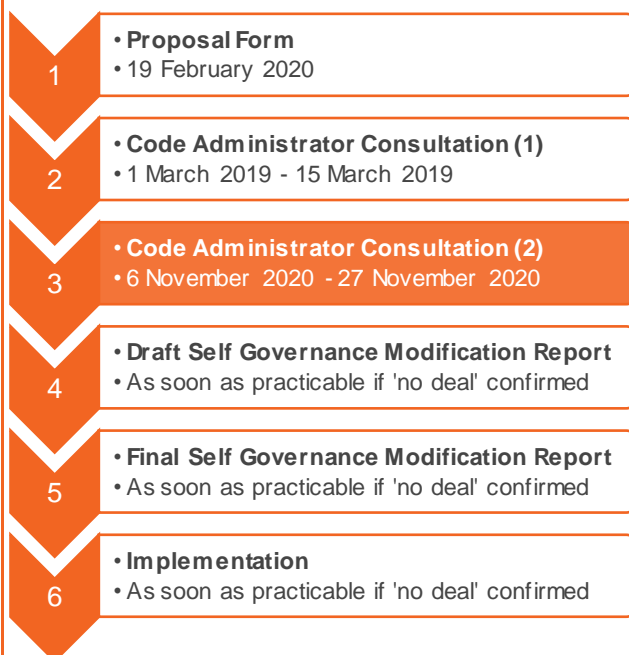 1
• Proposal Form
• 19 February 2020
2
• Code Administrator Consultation (1)
• 1 March 2019 - 15 March 2019
3
• Code Administrator Consultation (2)
• 6 November 2020 - 27 November 2020
4
• Draft Self Governance Modification Report
• As soon as practicable if 'no deal' confirmed
5
• Final Self Governance Modification Report
• As soon as practicable if 'no deal' confirmed
6
• Implementation
• As soon as practicable if 'no deal' confirmed